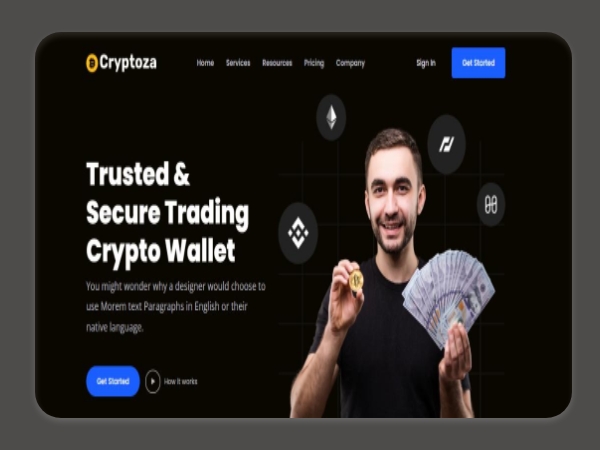 Cryptoza
Home Services Resources Pricing Company Sign In Get Started
Trusted &
Secure Trading
Crypto Wallet
You might wonder why a designer would choose to
use Morem text Paragraphs in English or their
native language.
Get Started How it works